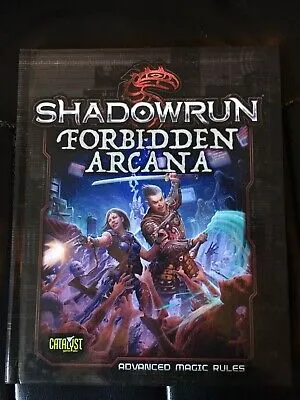 SHADOWRUN
FORBIDDEN
ARCANA
CATALYST
ADVANCED MAGIC RULES